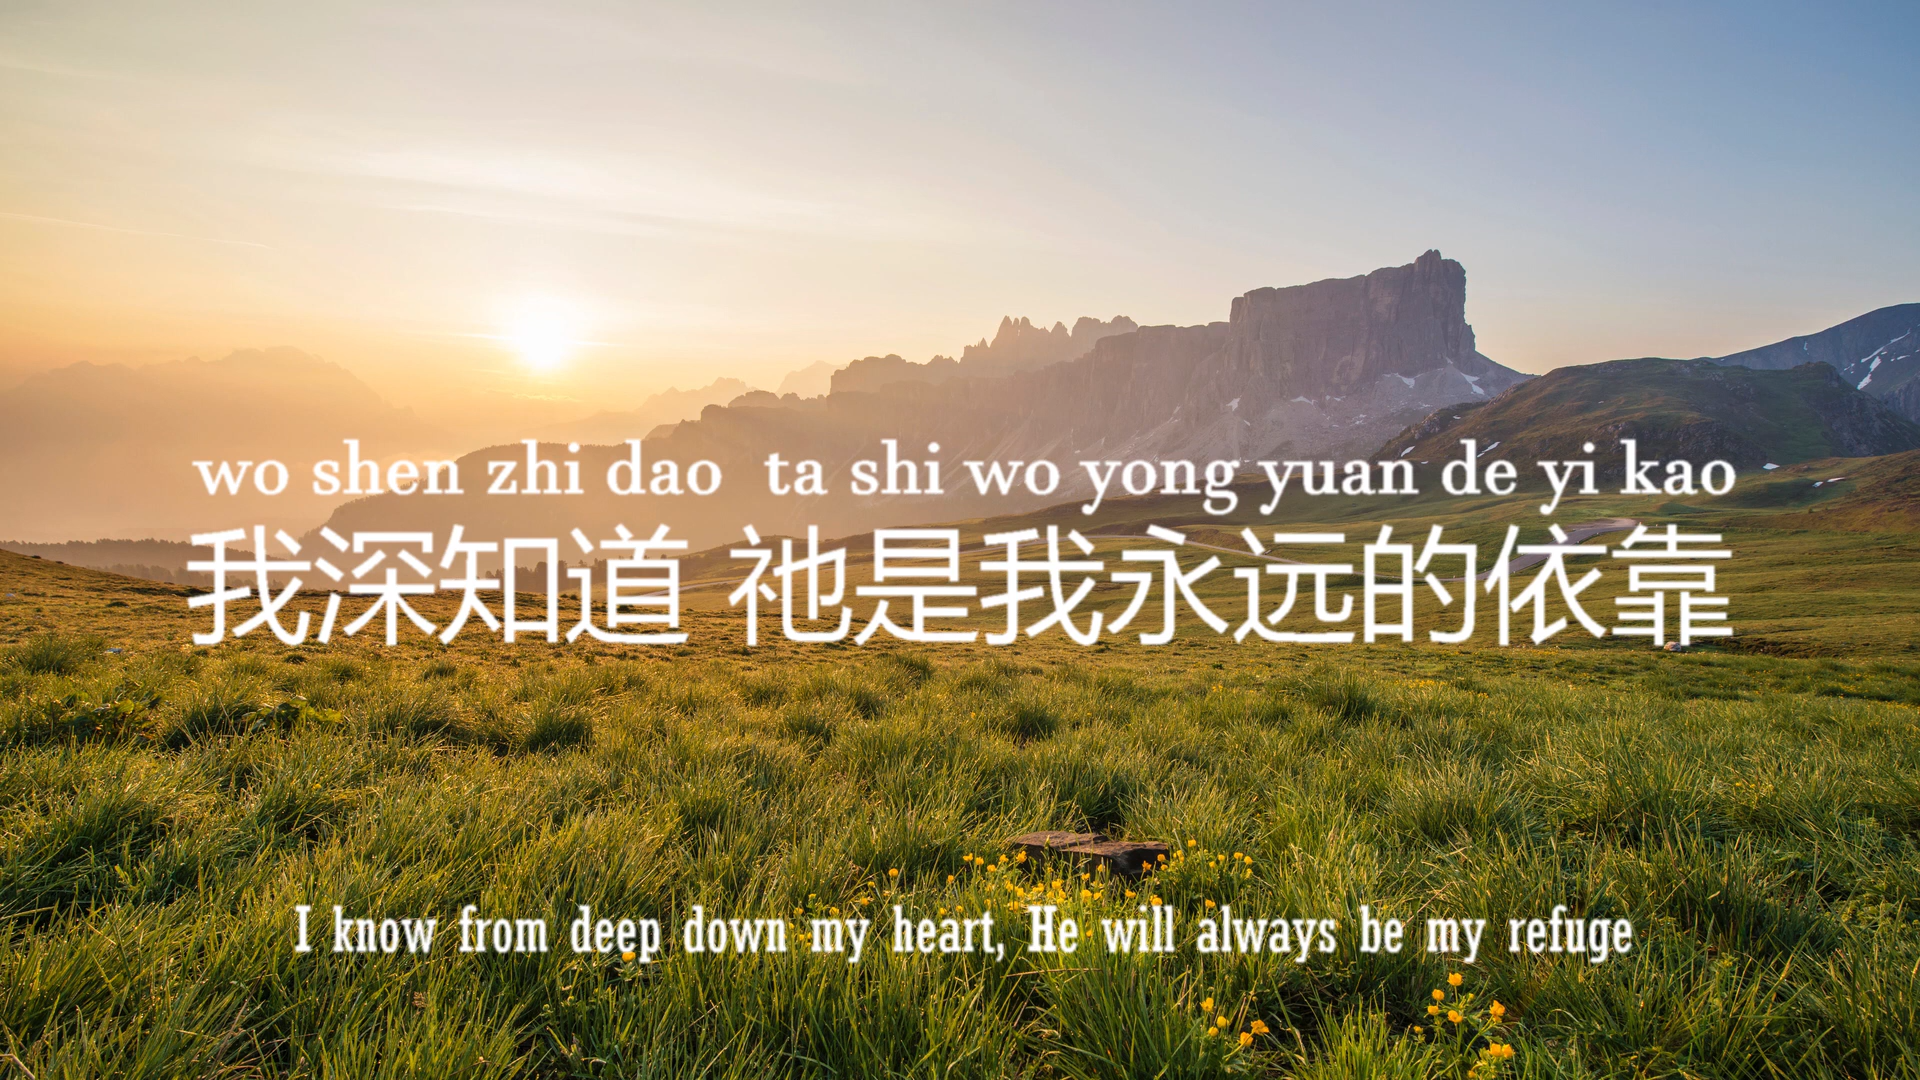 wo shen zhi dao ta shi wo yong yuan de yi kao
我深知道 祂是我永远的依靠
I know from deep down my heart, He will always be my refuge